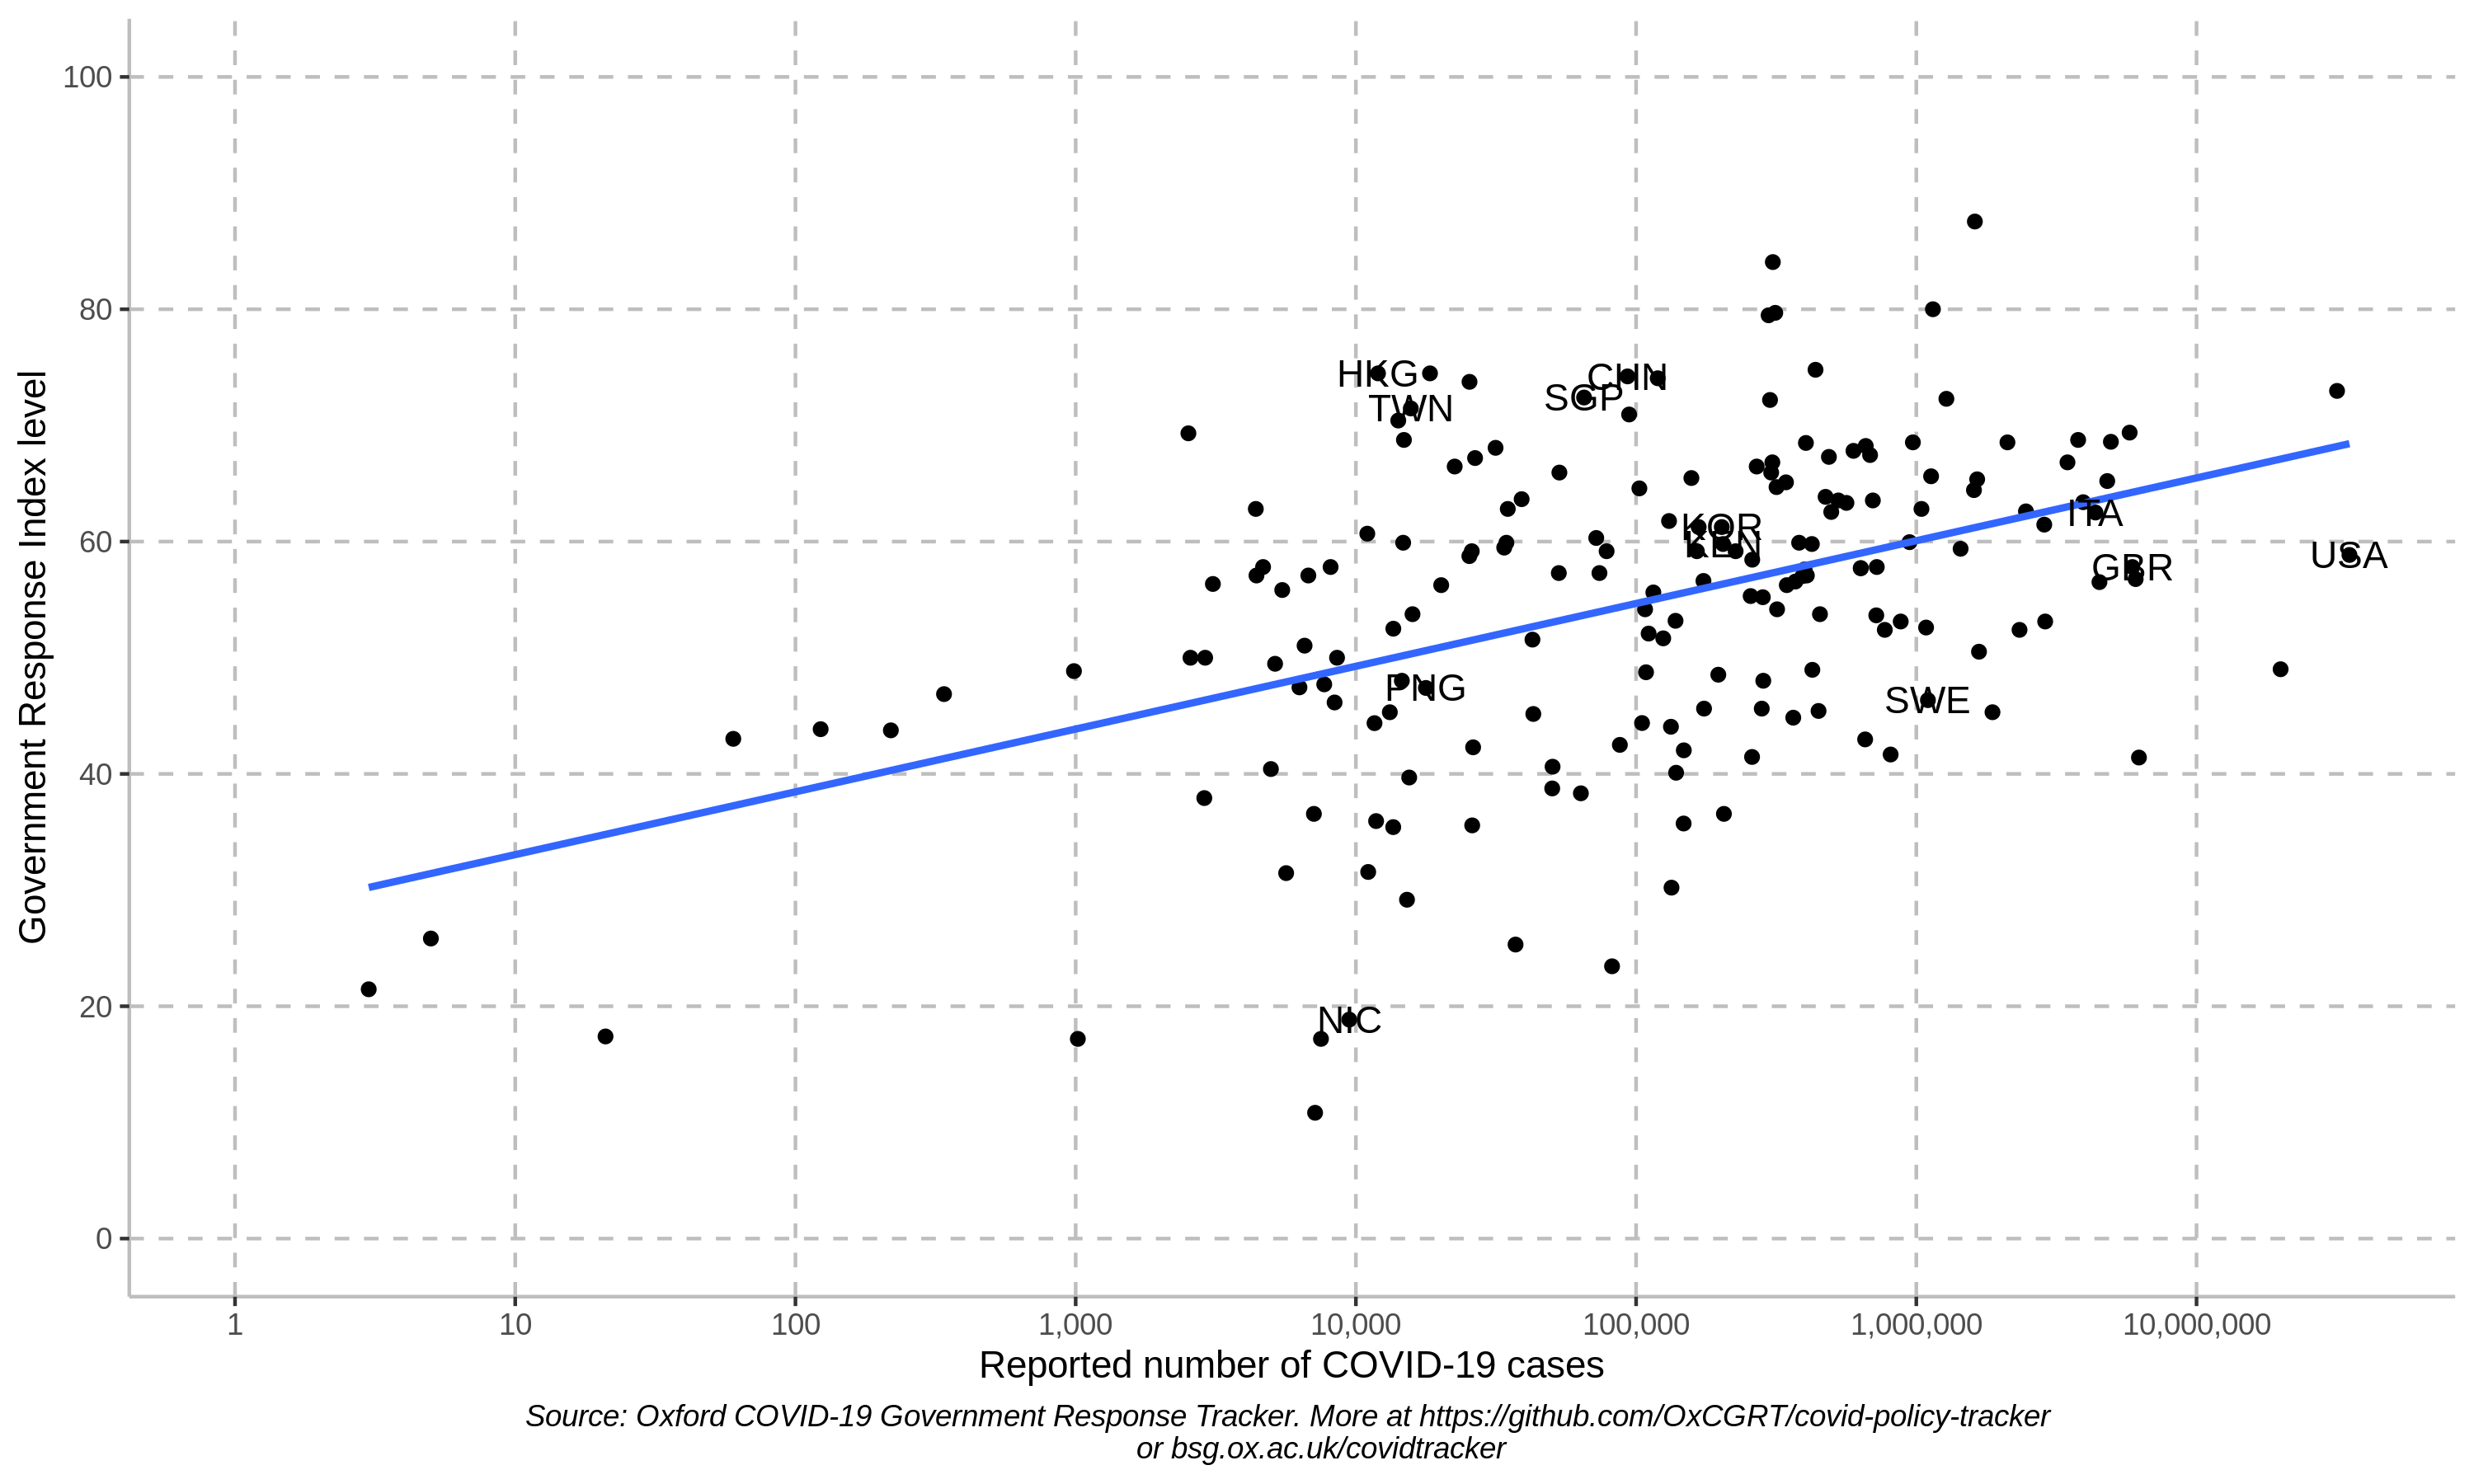 Government Response Index level
100
80
60
40
20
0
HKG
CHN
SGP
TWN
KOR
KEN
ITA
USA
GBR
PNG
SWE
NIC
1
10
100
1,000
10,000
100,000
1,000,000
10,000,000
Reported number of COVID-19 cases
Source: Oxford COVID-19 Government Response Tracker. More at https://github.com/OxCGRT/covid-policy-tracker
or bsg.ox.ac.uk/covidtracker